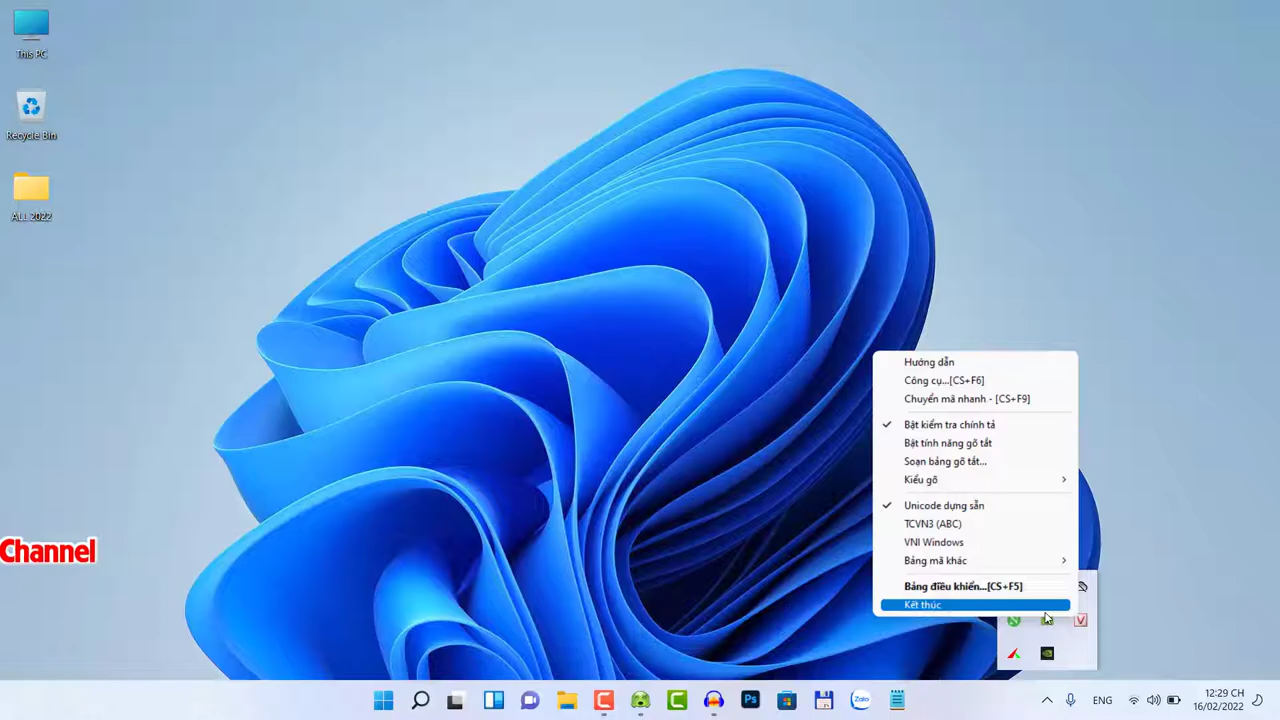 This PC
Recycle Bin
ALL 2022
Channel
Hướng dẫn
Công cụ...[CS+F6]
Chuyển mã nhanh - [CS+F9]
Bật kiểm tra chính tả
Bật tính năng gõ tắt
Soạn bảng gõ tắt...
Kiểu gõ
Unicode dựng sẵn
TCVN3 (ABC)
VNI Windows
Bảng mã khác
Bảng điều khiển...[CS+F5]
Kết thúc
V
Ps
Zalo
ENG
12:23 CH
16/02/2022